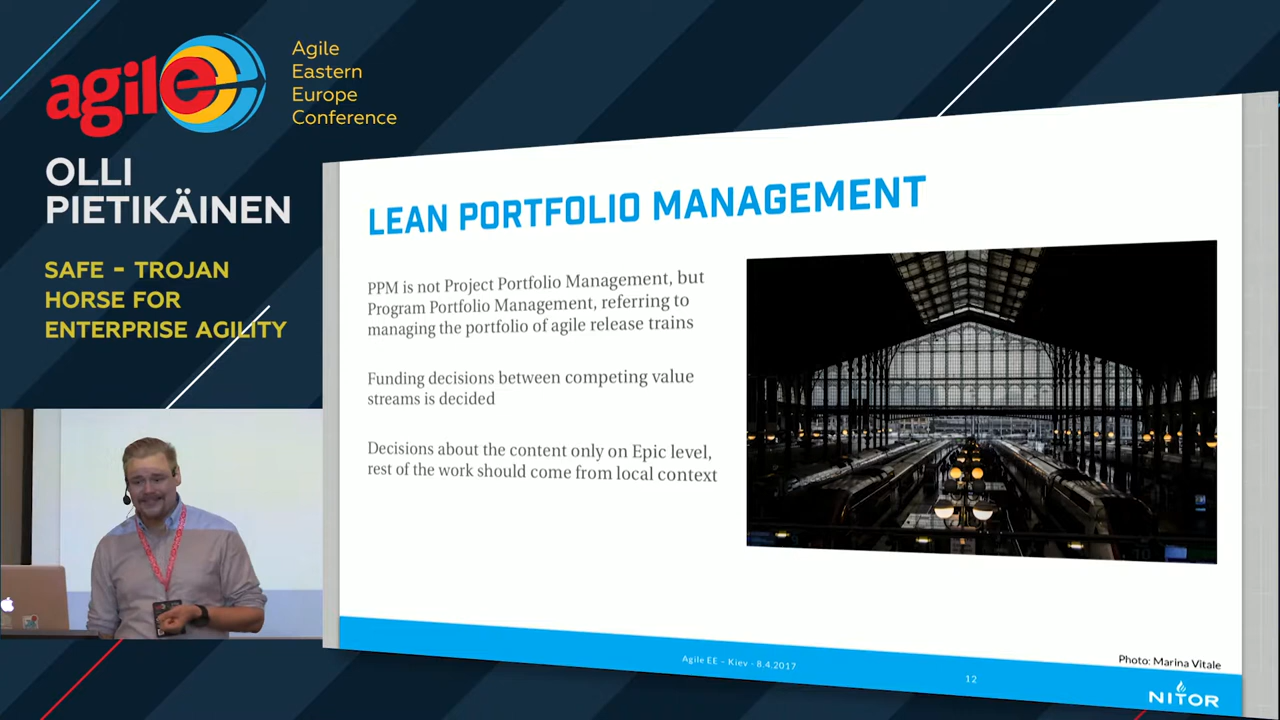 agile
Agile
Eastern
Europe
Conference
OLLI
PIETIKÄINEN
SAFE - TROJAN
HORSE FOR
ENTERPRISE AGILITY
LEAN PORTFOLIO MANAGEMENT
PPM is not Project Portfolio Management, but
Program Portfolio Management, referring to
managing the portfolio of agile release trains
Funding decisions between competing value
streams is decided
Decisions about the content only on Epic level,
rest of the work should come from local context
Photo: Marina Vitale
Agile EE - Kiev - 8.4.2017
12
NITOR